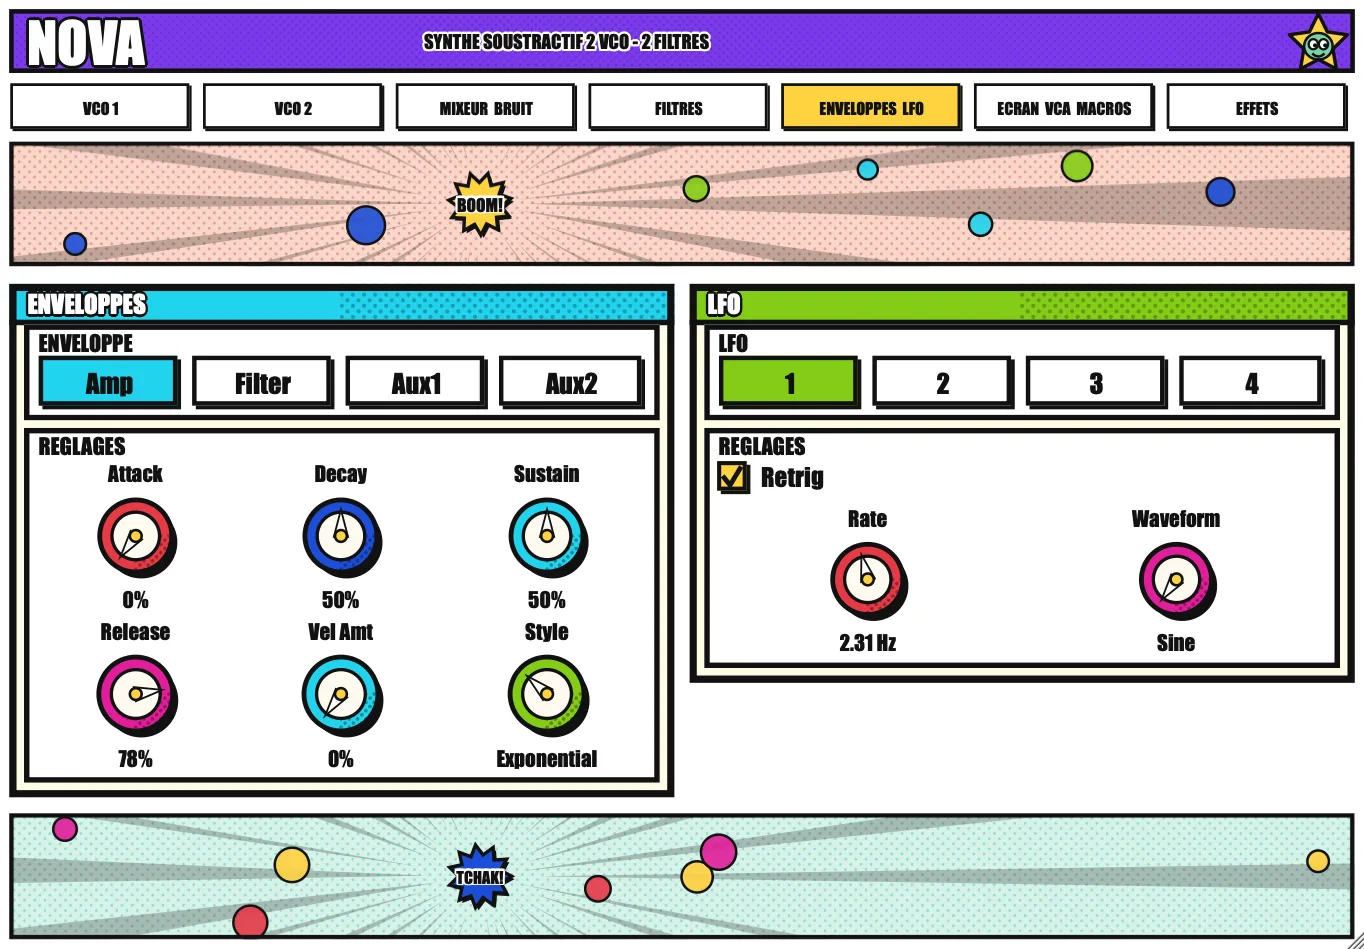 NOVA
SYNTHE SOUSTRACTIF 2 VCO - 2 FILTRES
VCO 1
VCO 2
MIXEUR BRUIT
FILTRES
ENVELOPPES LFO
ECRAN VCA MACROS
EFFETS
BOOM!
ENVELOPPES
ENVELOPPE
Amp
Filter
Aux1
Aux2
REGLAGES
Attack
Decay
Sustain
0%
50%
50%
Release
Vel Amt
Style
78%
0%
Exponential
LFO
LFO
1
2
3
4
REGLAGES
Retrig
Rate
Waveform
2.31 Hz
Sine
TCHAK!